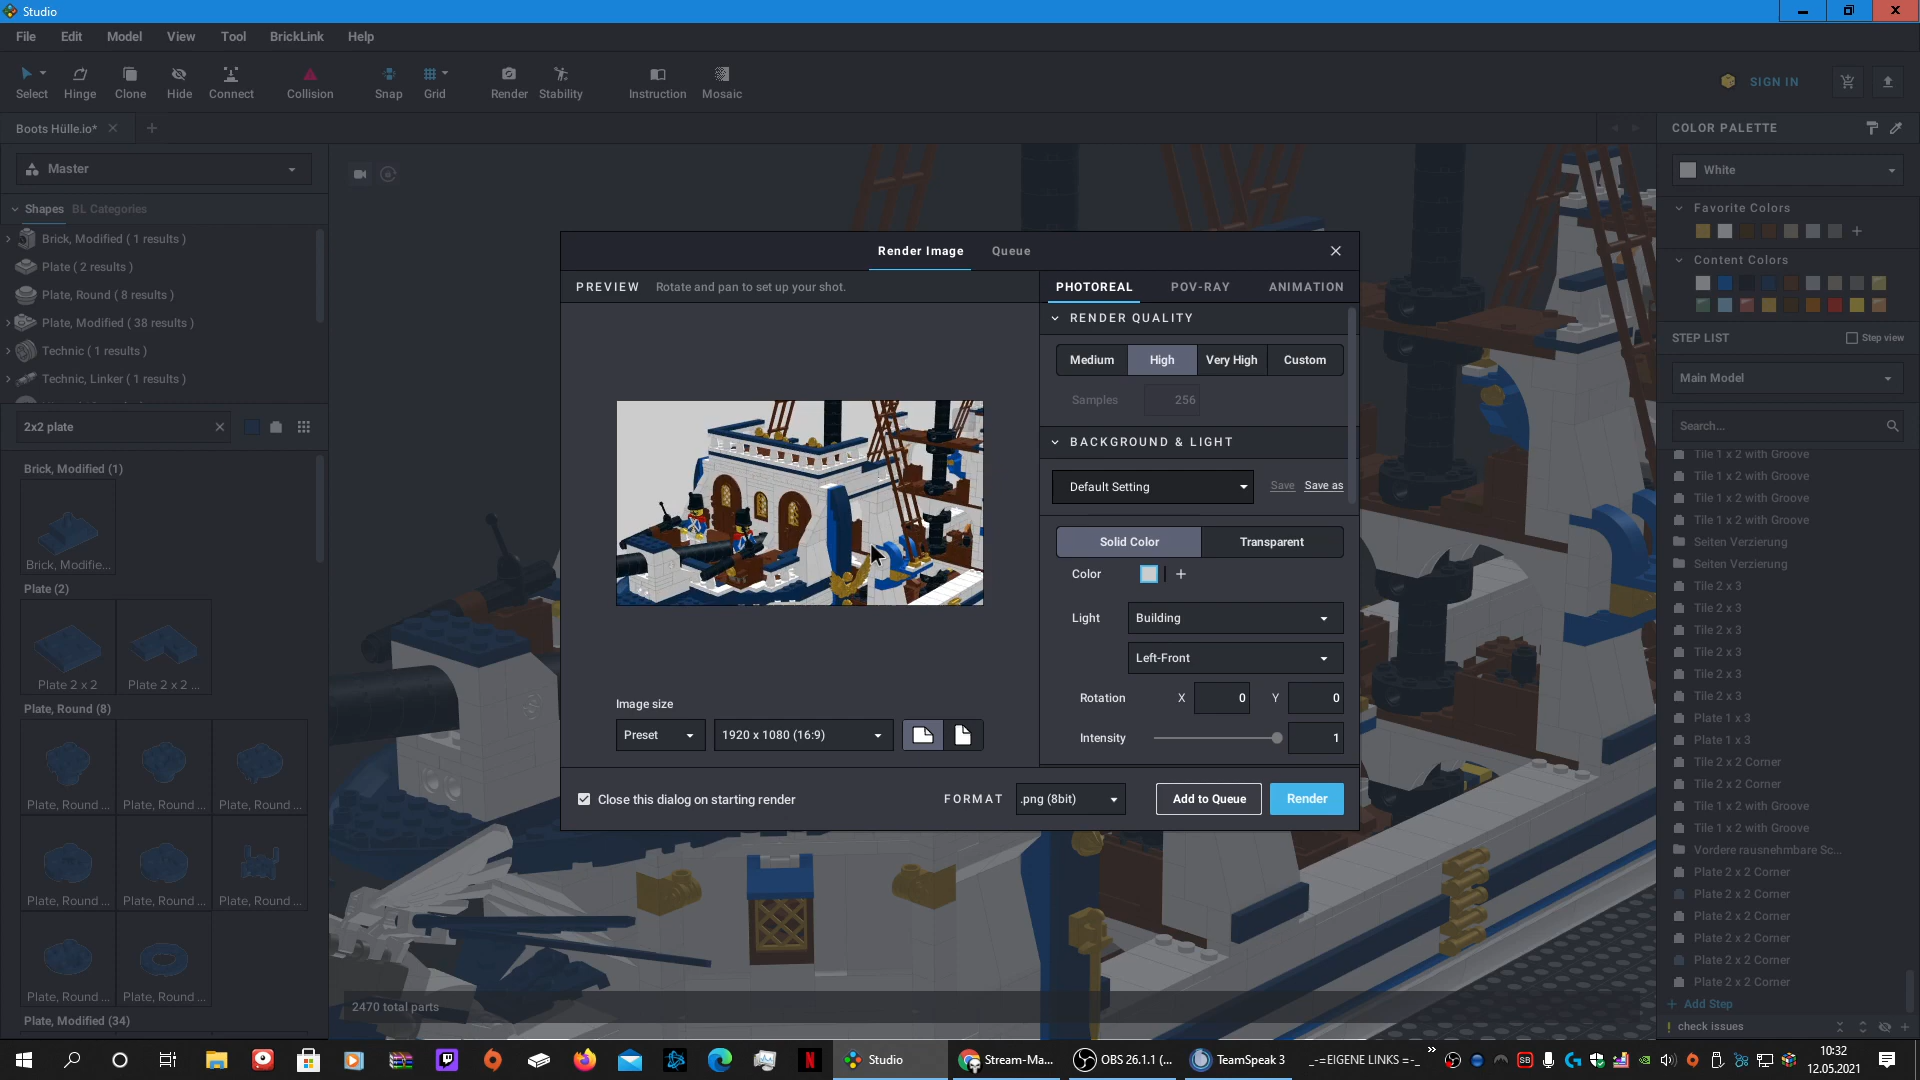 Studio
File Edit Model View Tool BrickLink Help
Select Hinge Clone Hide Connect Collision Snap Grid Render Stability Instruction Mosaic
SIGN IN
Boots Hülle.io*
COLOR PALETTE
Master
White
Shapes BL Categories
Favorite Colors
Brick, Modified ( 1 results )
Plate ( 2 results )
Plate, Round ( 8 results )
Plate, Modified ( 38 results )
Technic ( 1 results )
Technic, Linker ( 1 results )
Content Colors
STEP LIST Step view
Main Model
Search...
2x2 plate
Brick, Modified (1)
Brick, Modifie...
Plate (2)
Plate 2 x 2 Plate 2 x 2 ...
Plate, Round (8)
Plate, Round ... Plate, Round ... Plate, Round ...
Plate, Round ... Plate, Round ... Plate, Round ...
Plate, Round ... Plate, Round ...
Plate, Modified (34)
Render Image Queue
PREVIEW Rotate and pan to set up your shot.
PHOTOREAL POV-RAY ANIMATION
RENDER QUALITY
Medium High Very High Custom
Samples 256
BACKGROUND & LIGHT
Default Setting Save Save as
Solid Color Transparent
Color
Light Building
Left-Front
Rotation X 0 Y 0
Intensity 1
Image size
Preset 1920 x 1080 (16:9)
Close this dialog on starting render
FORMAT .png (8bit) Add to Queue Render
2470 total parts
Tile 1 x 2 with Groove
Tile 1 x 2 with Groove
Tile 1 x 2 with Groove
Tile 1 x 2 with Groove
Seiten Verzierung
Seiten Verzierung
Tile 2 x 3
Tile 2 x 3
Tile 2 x 3
Tile 2 x 3
Tile 2 x 3
Tile 2 x 3
Plate 1 x 3
Plate 1 x 3
Tile 2 x 2 Corner
Tile 2 x 2 Corner
Tile 1 x 2 with Groove
Tile 1 x 2 with Groove
Vordere rausnehmbare Sc...
Plate 2 x 2 Corner
Plate 2 x 2 Corner
Plate 2 x 2 Corner
Plate 2 x 2 Corner
Plate 2 x 2 Corner
Plate 2 x 2 Corner
+ Add Step
check issues
Studio Stream-Ma... OBS 26.1.1 (... TeamSpeak 3 _-=EIGENE LINKS =-_ »
10:32
12.05.2021